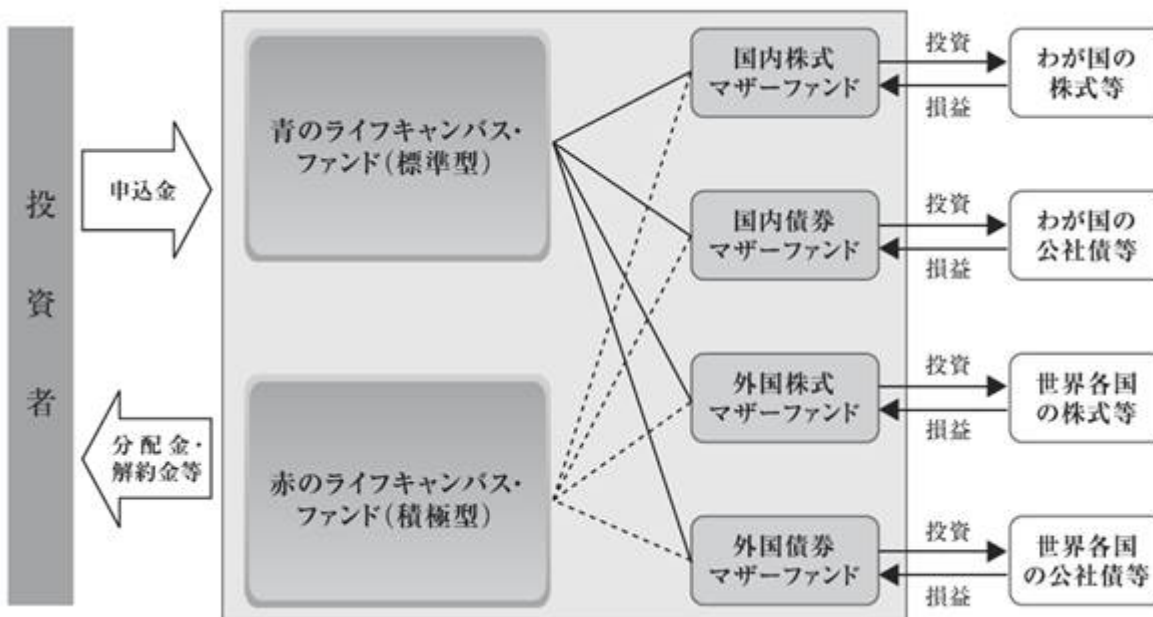 投資者
申込金
分配金・
解約金等
青のライフキャンバス・
ファンド(標準型)
赤のライフキャンバス・
ファンド(積極型)
国内株式
マザーファンド
投資
損益
わが国の
株式等
国内債券
マザーファンド
投資
損益
わが国の
公社債等
外国株式
マザーファンド
投資
損益
世界各国
の株式等
外国債券
マザーファンド
投資
損益
世界各国
の公社債等